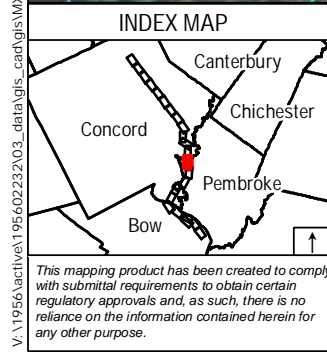 V:\1956\active\195602232\03_data\gis_cad\gis\MX
INDEX MAP
Canterbury
Chichester
Concord
Pembroke
Bow
This mapping product has been created to comply
with submittal requirements to obtain certain
regulatory approvals and, as such, there is no
reliance on the information contained herein for
any other purpose.